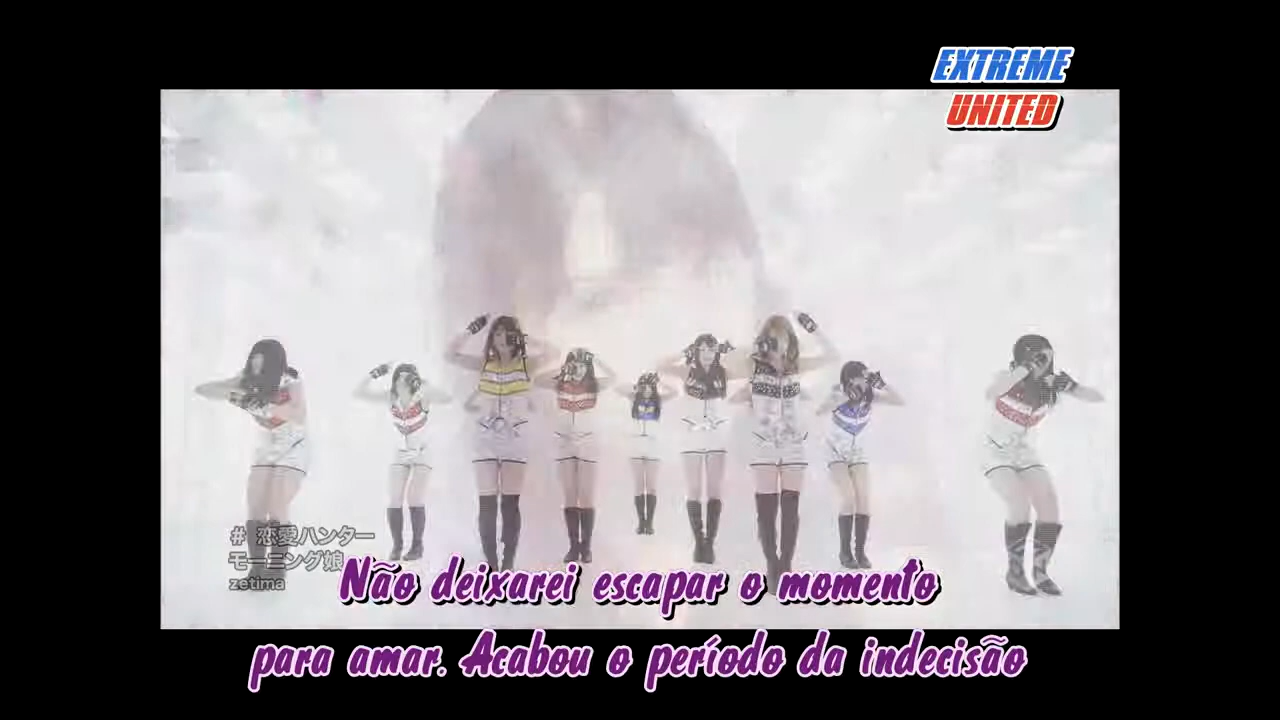 EXTREME
UNITED
# 恋愛ハンター
モーニング娘
zetima
Não deixarei escapar o momento
para amar. Acabou o período da indecisão